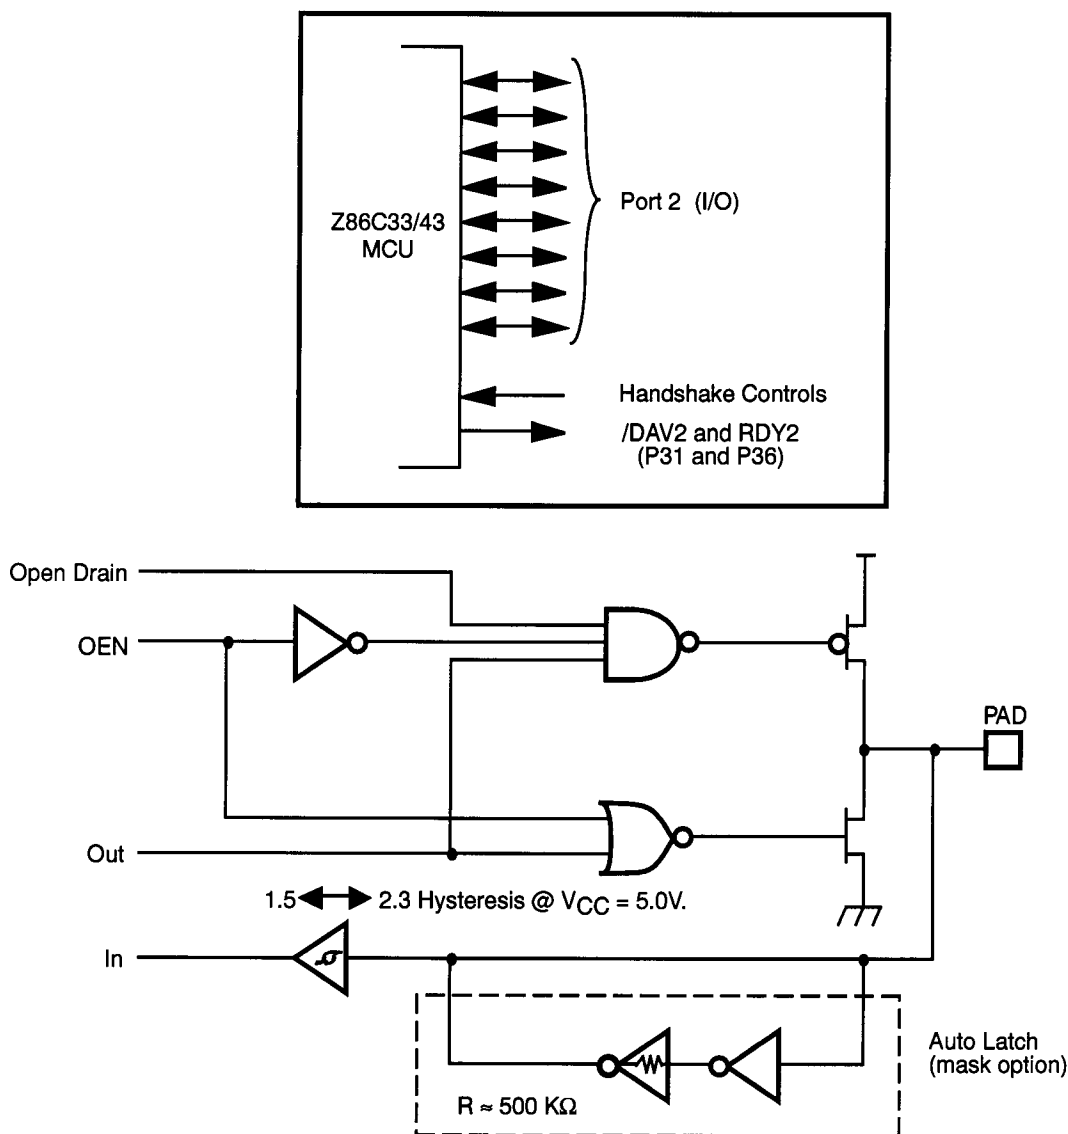 Z86C33/43
MCU
Port 2 (I/O)
Handshake Controls
/DAV2 and RDY2
(P31 and P36)
Open Drain
OEN
PAD
Out
1.5 2.3 Hysteresis @ VCC = 5.0V.
In
Auto Latch
(mask option)
R ≈ 500 KΩ